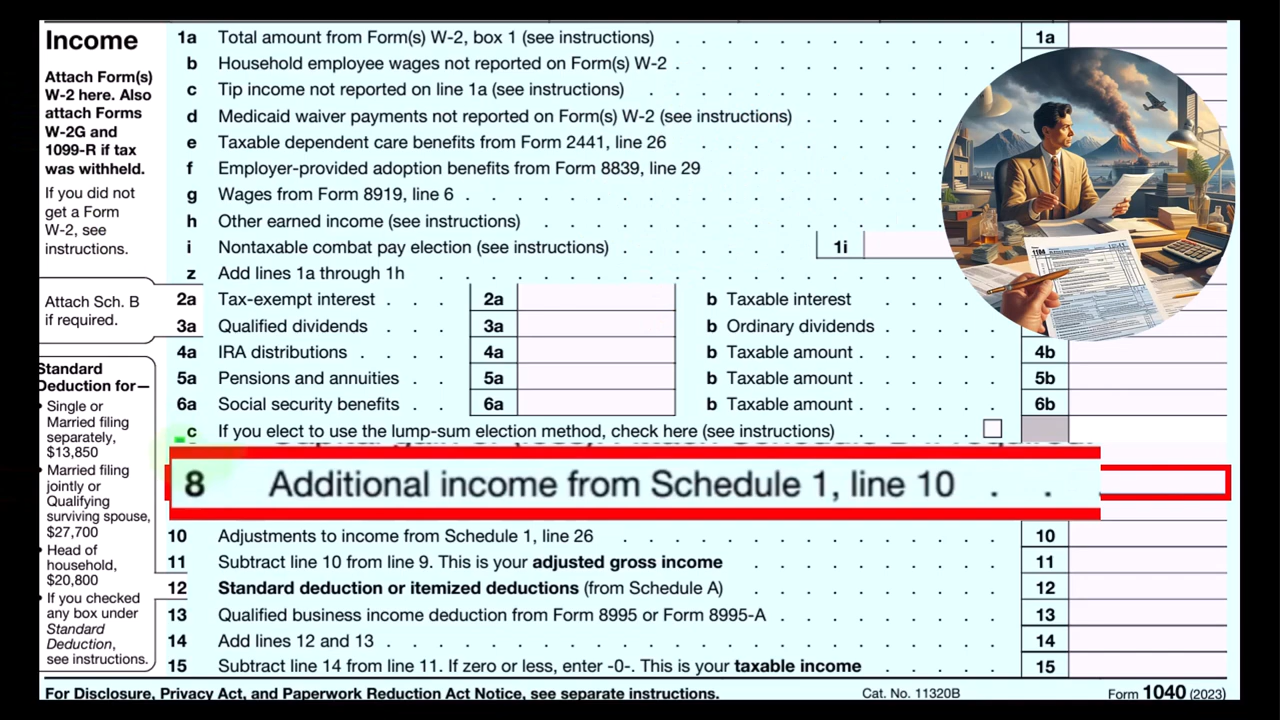 Income
Attach Form(s)
W-2 here. Also
attach Forms
W-2G and
1099-R if tax
was withheld.
If you did not
get a Form
W-2, see
instructions.
1a Total amount from Form(s) W-2, box 1 (see instructions) 1a
b Household employee wages not reported on Form(s) W-2
c Tip income not reported on line 1a (see instructions)
d Medicaid waiver payments not reported on Form(s) W-2 (see instructions)
e Taxable dependent care benefits from Form 2441, line 26
f Employer-provided adoption benefits from Form 8839, line 29
g Wages from Form 8919, line 6
h Other earned income (see instructions)
i Nontaxable combat pay election (see instructions) 1i
z Add lines 1a through 1h
Attach Sch. B
if required.
2a Tax-exempt interest 2a b Taxable interest
3a Qualified dividends 3a b Ordinary dividends
4a IRA distributions 4a b Taxable amount 4b
5a Pensions and annuities 5a b Taxable amount 5b
6a Social security benefits 6a b Taxable amount 6b
c If you elect to use the lump-sum election method, check here (see instructions)
8 Additional income from Schedule 1, line 10
10 Adjustments to income from Schedule 1, line 26 10
11 Subtract line 10 from line 9. This is your adjusted gross income 11
12 Standard deduction or itemized deductions (from Schedule A) 12
13 Qualified business income deduction from Form 8995 or Form 8995-A 13
14 Add lines 12 and 13 14
15 Subtract line 14 from line 11. If zero or less, enter -0-. This is your taxable income 15
Standard
Deduction for—
• Single or
Married filing
separately,
$13,850
• Married filing
jointly or
Qualifying
surviving spouse,
$27,700
• Head of
household,
$20,800
• If you checked
any box under
Standard
Deduction,
see instructions.
For Disclosure, Privacy Act, and Paperwork Reduction Act Notice, see separate instructions. Cat. No. 11320B Form 1040 (2023)